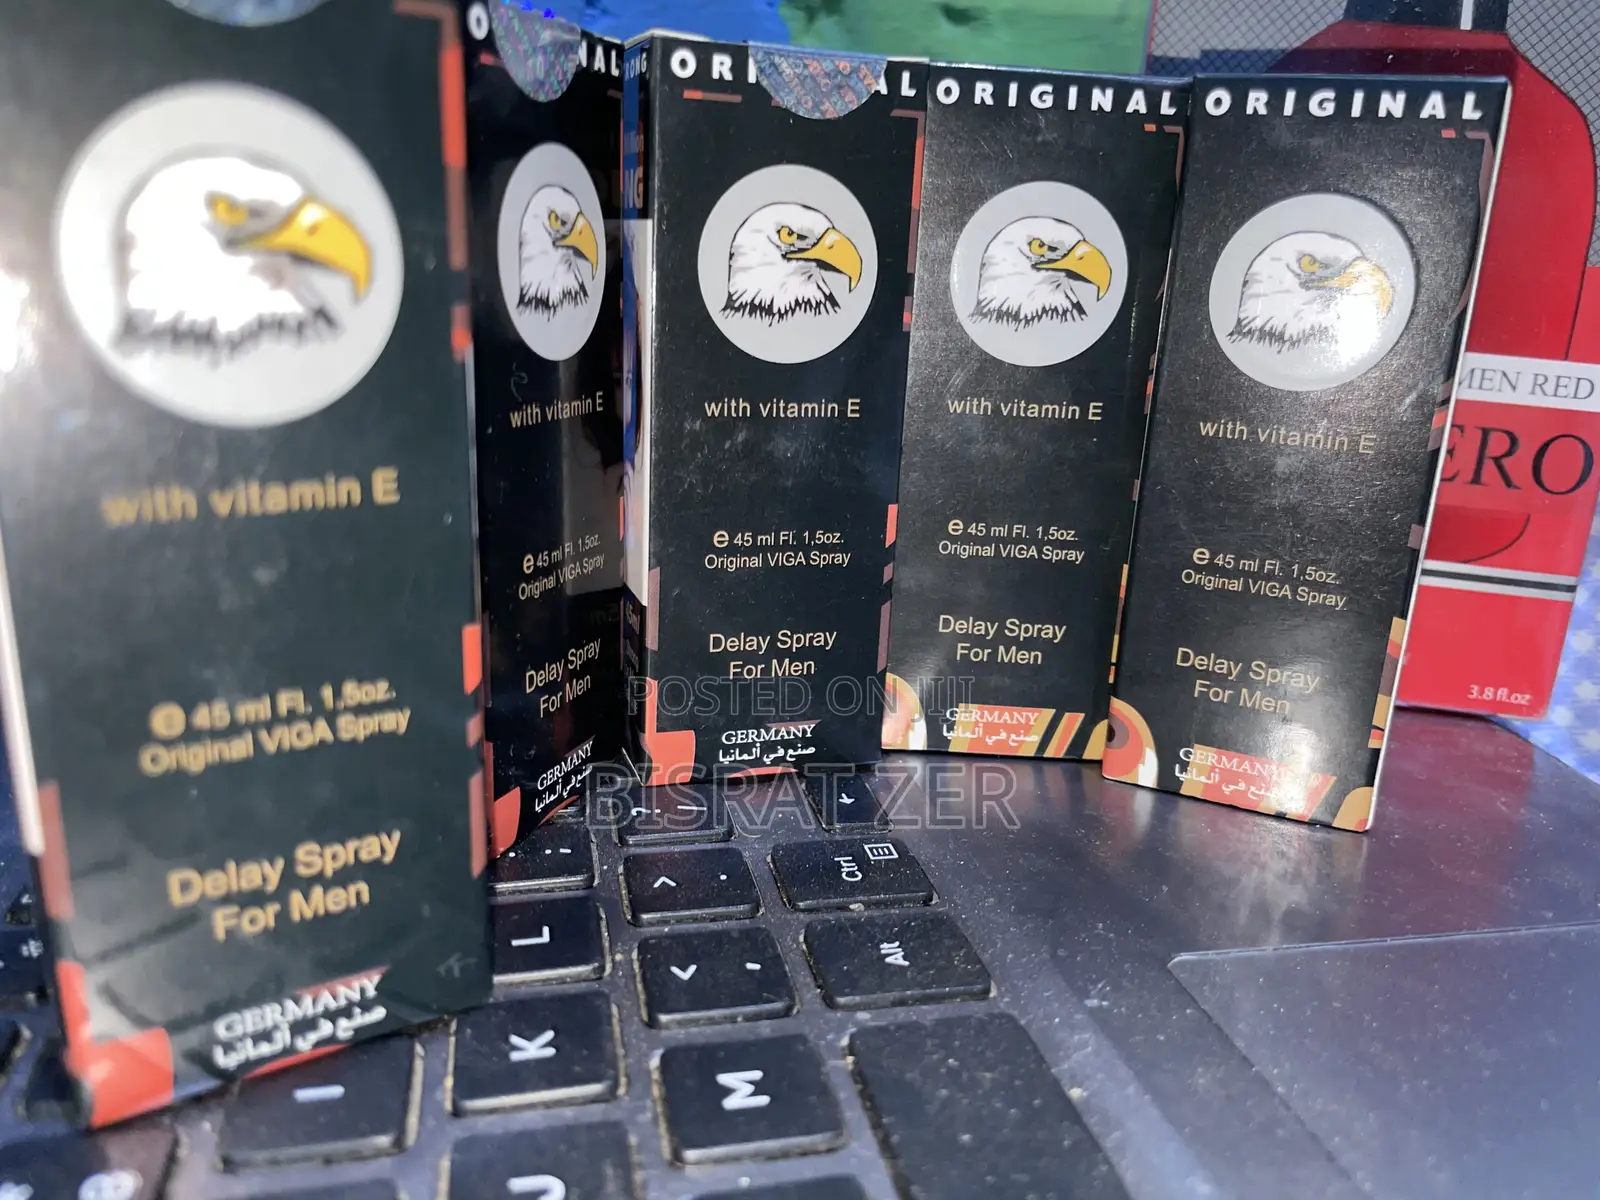 with vitamin E
e 45 ml Fl. 1,5oz.
Original VIGA Spray
Delay Spray
For Men
GERMANY
صنع في ألمانيا
with vitamin E
e 45 ml Fl. 1,5oz.
Original VIGA Spray
Delay Spray
For Men
GERMANY
صنع في ألمانيا
with vitamin E
e 45 ml Fl. 1,5oz.
Original VIGA Spray
Delay Spray
For Men
GERMANY
صنع في ألمانيا
ORIGINAL
with vitamin E
e 45 ml Fl. 1,5oz.
Original VIGA Spray
Delay Spray
For Men
GERMANY
صنع في ألمانيا
ORIGINAL
with vitamin E
e 45 ml Fl. 1,5oz.
Original VIGA Spray
Delay Spray
For Men
GERMANY
صنع في ألمانيا
MEN RED
ERO
3.8 fl.oz
POSTED ON JIJI
BISRAT ZER
Ctrl
Alt
L
K
M
I
U